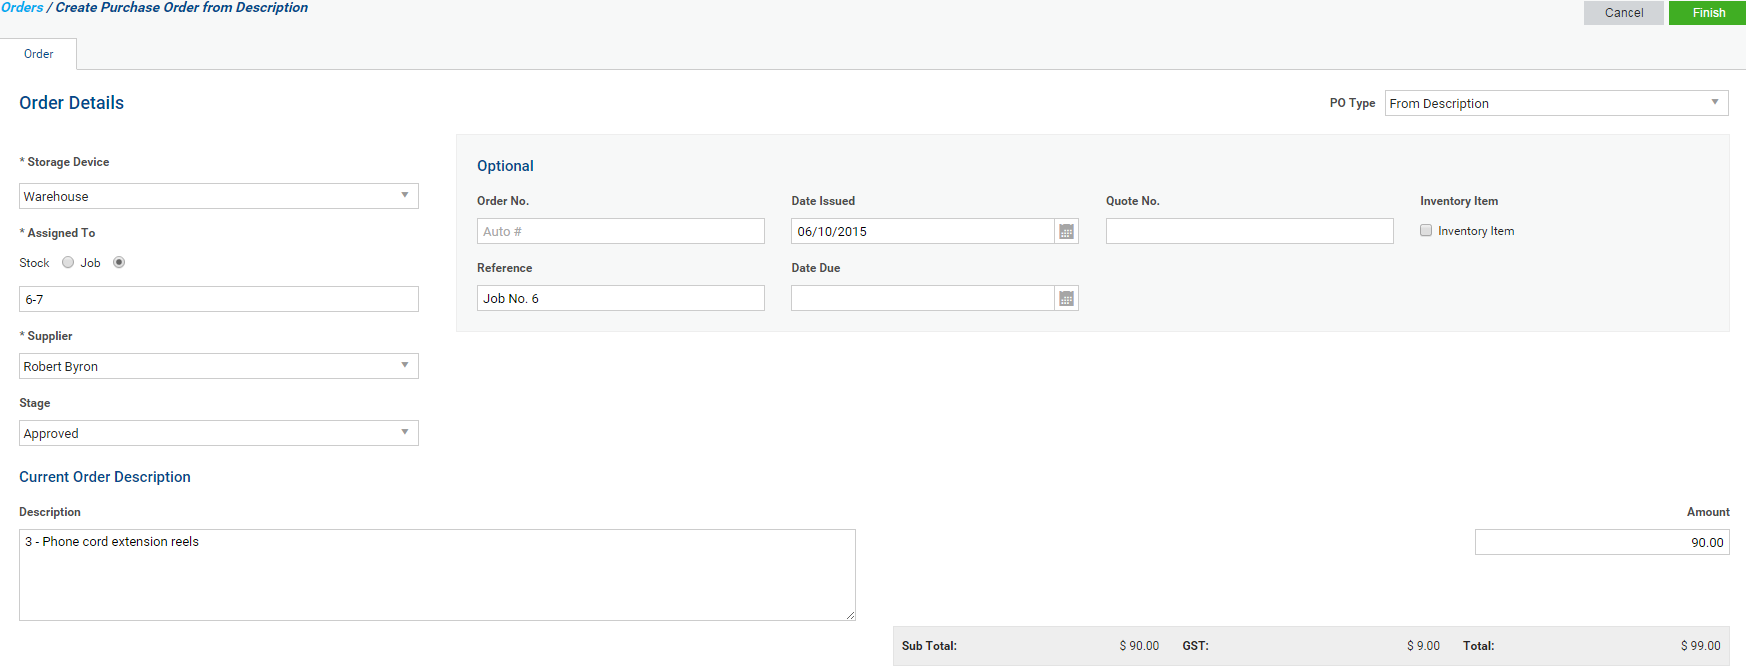 Orders / Create Purchase Order from Description
Cancel
Finish
Order
Order Details
PO Type
From Description
* Storage Device
Warehouse
* Assigned To
Stock Job
6-7
* Supplier
Robert Byron
Stage
Approved
Optional
Order No.
Date Issued
Quote No.
Inventory Item
Auto #
06/10/2015
Inventory Item
Reference
Date Due
Job No. 6
Current Order Description
Description
Amount
3 - Phone cord extension reels
90.00
Sub Total: $ 90.00 GST: $ 9.00 Total: $ 99.00